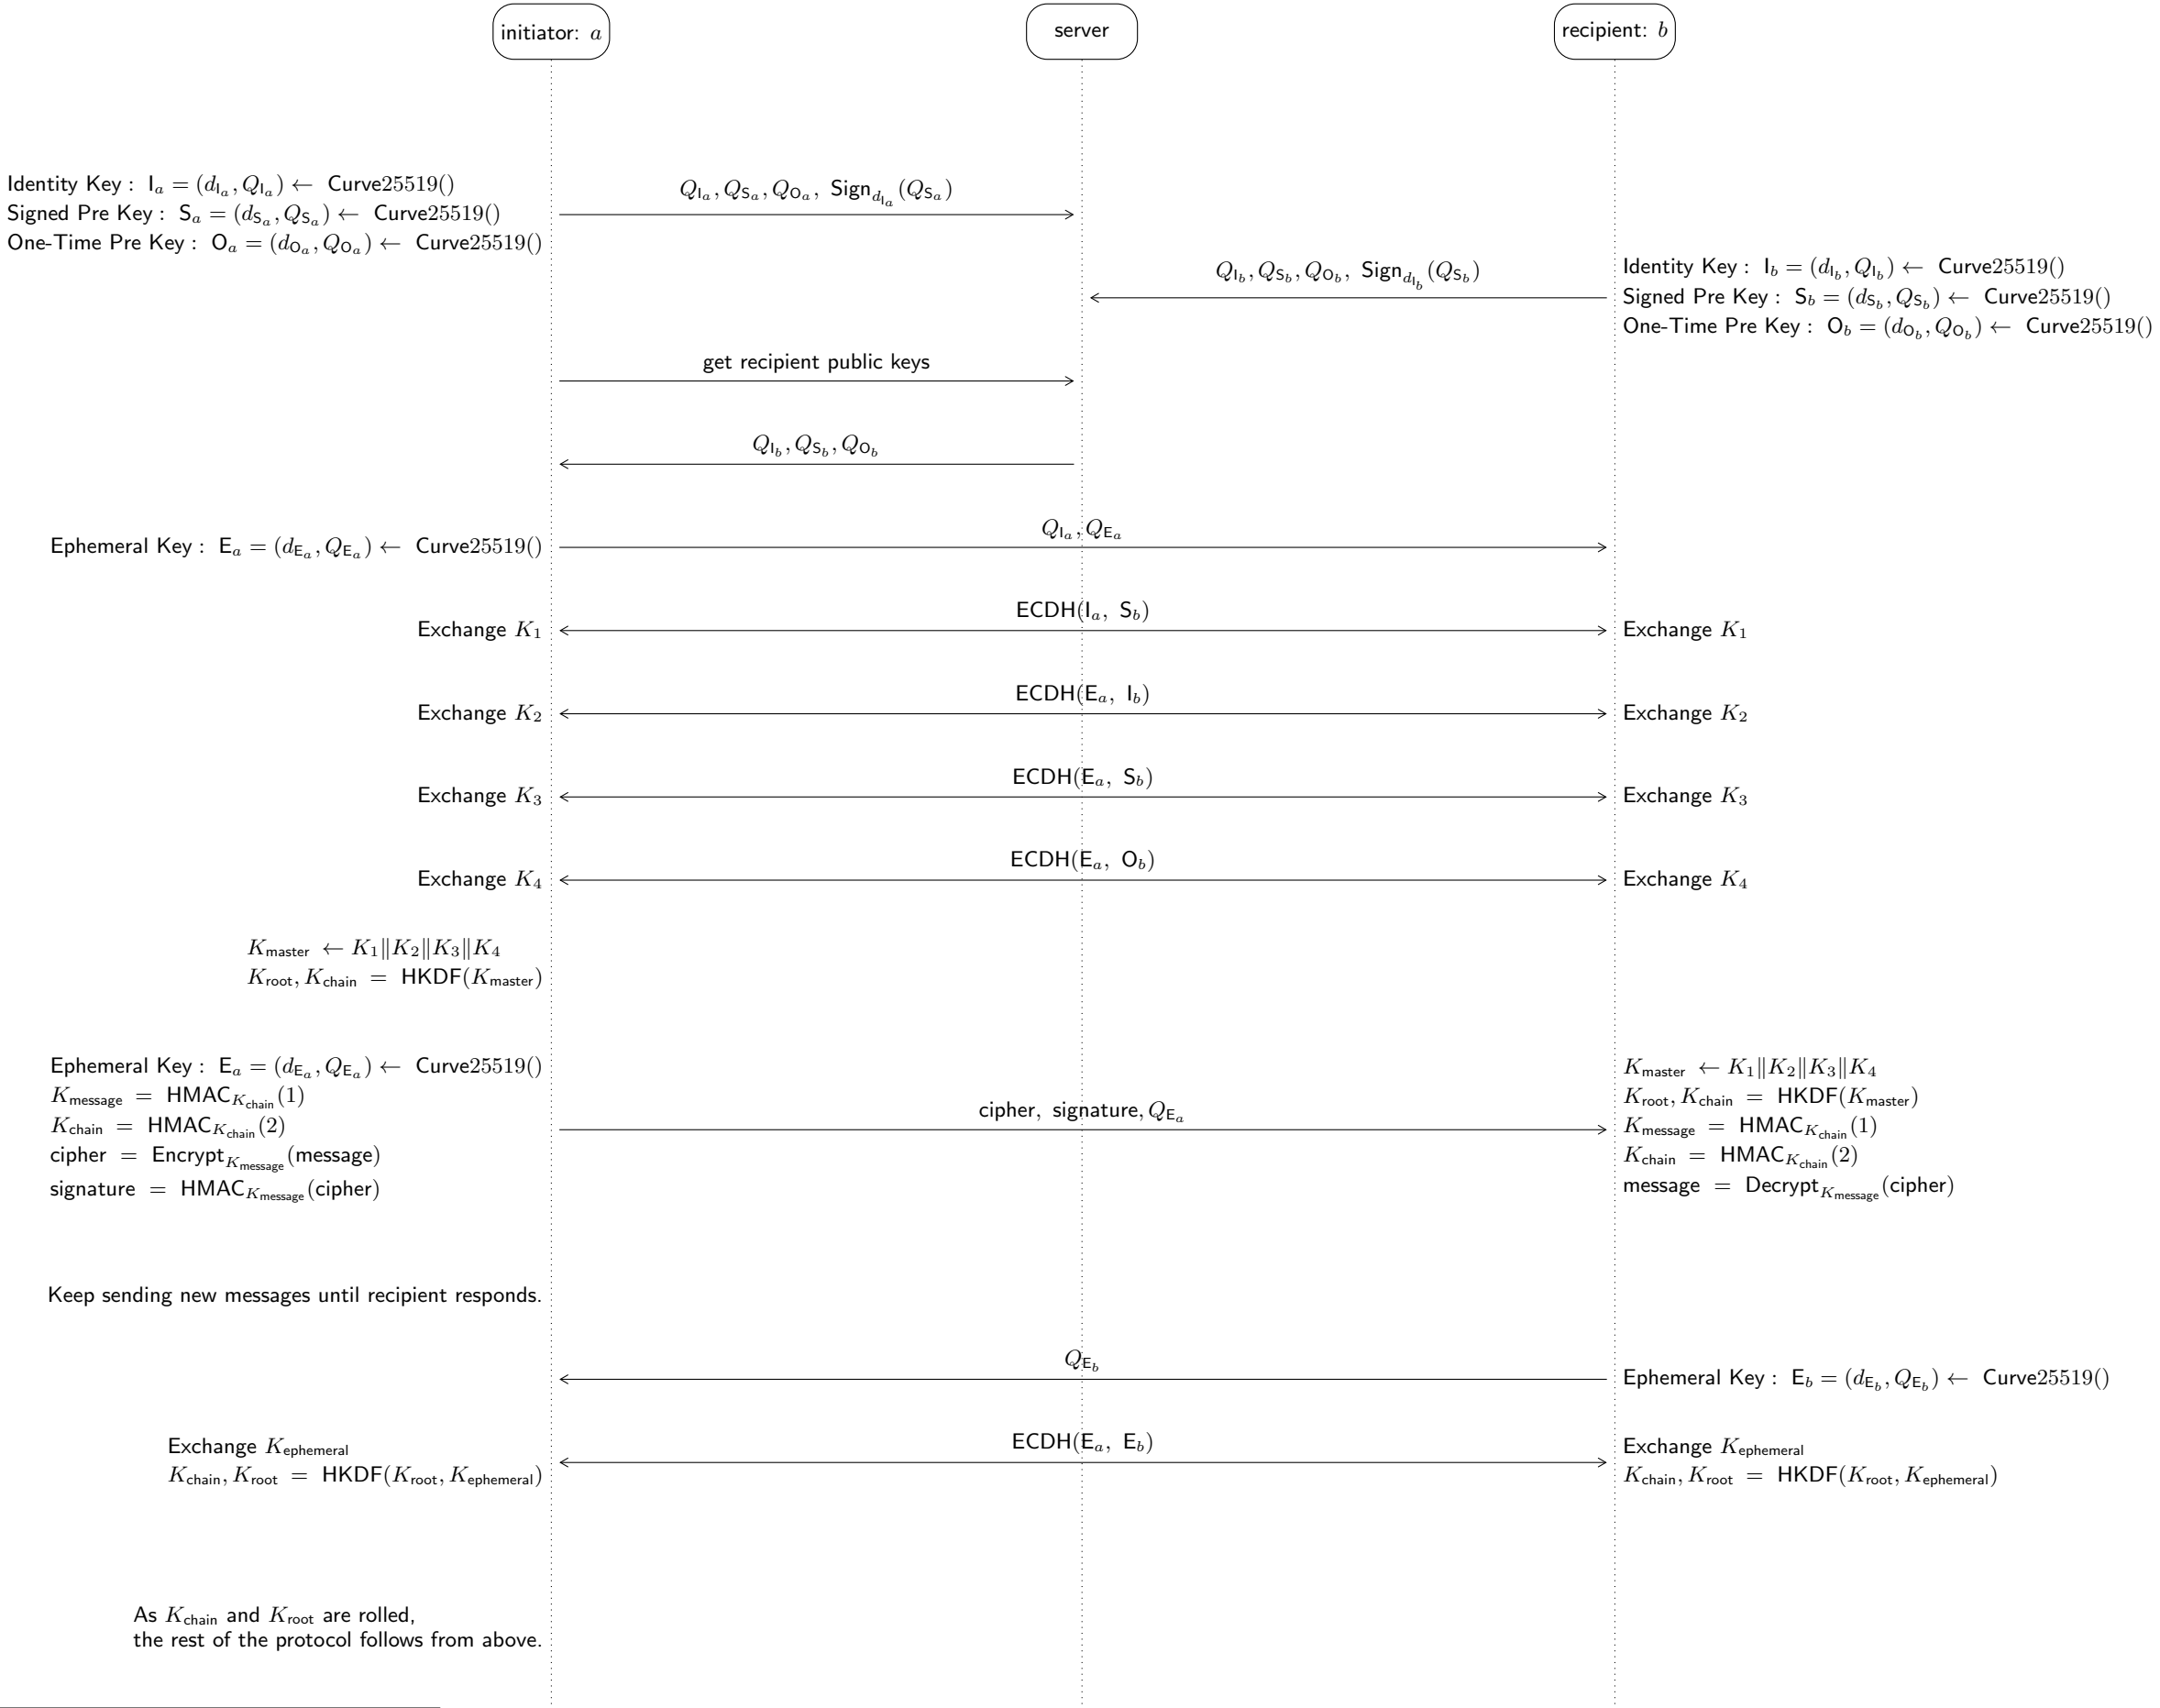 initiator: a
server
recipient: b
Identity Key : I_a = (d_{I_a}, Q_{I_a}) ← Curve25519()
Signed Pre Key : S_a = (d_{S_a}, Q_{S_a}) ← Curve25519()
One-Time Pre Key : O_a = (d_{O_a}, Q_{O_a}) ← Curve25519()
Q_{I_a}, Q_{S_a}, Q_{O_a}, Sign_{d_{I_a}}(Q_{S_a})
Q_{I_b}, Q_{S_b}, Q_{O_b}, Sign_{d_{I_b}}(Q_{S_b})
Identity Key : I_b = (d_{I_b}, Q_{I_b}) ← Curve25519()
Signed Pre Key : S_b = (d_{S_b}, Q_{S_b}) ← Curve25519()
One-Time Pre Key : O_b = (d_{O_b}, Q_{O_b}) ← Curve25519()
get recipient public keys
Q_{I_b}, Q_{S_b}, Q_{O_b}
Ephemeral Key : E_a = (d_{E_a}, Q_{E_a}) ← Curve25519()
Q_{I_a}, Q_{E_a}
Exchange K_1
ECDH(I_a, S_b)
Exchange K_1
Exchange K_2
ECDH(E_a, I_b)
Exchange K_2
Exchange K_3
ECDH(E_a, S_b)
Exchange K_3
Exchange K_4
ECDH(E_a, O_b)
Exchange K_4
K_master ← K_1‖K_2‖K_3‖K_4
K_root, K_chain = HKDF(K_master)
Ephemeral Key : E_a = (d_{E_a}, Q_{E_a}) ← Curve25519()
K_message = HMAC_{K_chain}(1)
K_chain = HMAC_{K_chain}(2)
cipher = Encrypt_{K_message}(message)
signature = HMAC_{K_message}(cipher)
cipher, signature, Q_{E_a}
K_master ← K_1‖K_2‖K_3‖K_4
K_root, K_chain = HKDF(K_master)
K_message = HMAC_{K_chain}(1)
K_chain = HMAC_{K_chain}(2)
message = Decrypt_{K_message}(cipher)
Keep sending new messages until recipient responds.
Q_{E_b}
Ephemeral Key : E_b = (d_{E_b}, Q_{E_b}) ← Curve25519()
Exchange K_ephemeral
K_chain, K_root = HKDF(K_root, K_ephemeral)
ECDH(E_a, E_b)
Exchange K_ephemeral
K_chain, K_root = HKDF(K_root, K_ephemeral)
As K_chain and K_root are rolled,
the rest of the protocol follows from above.